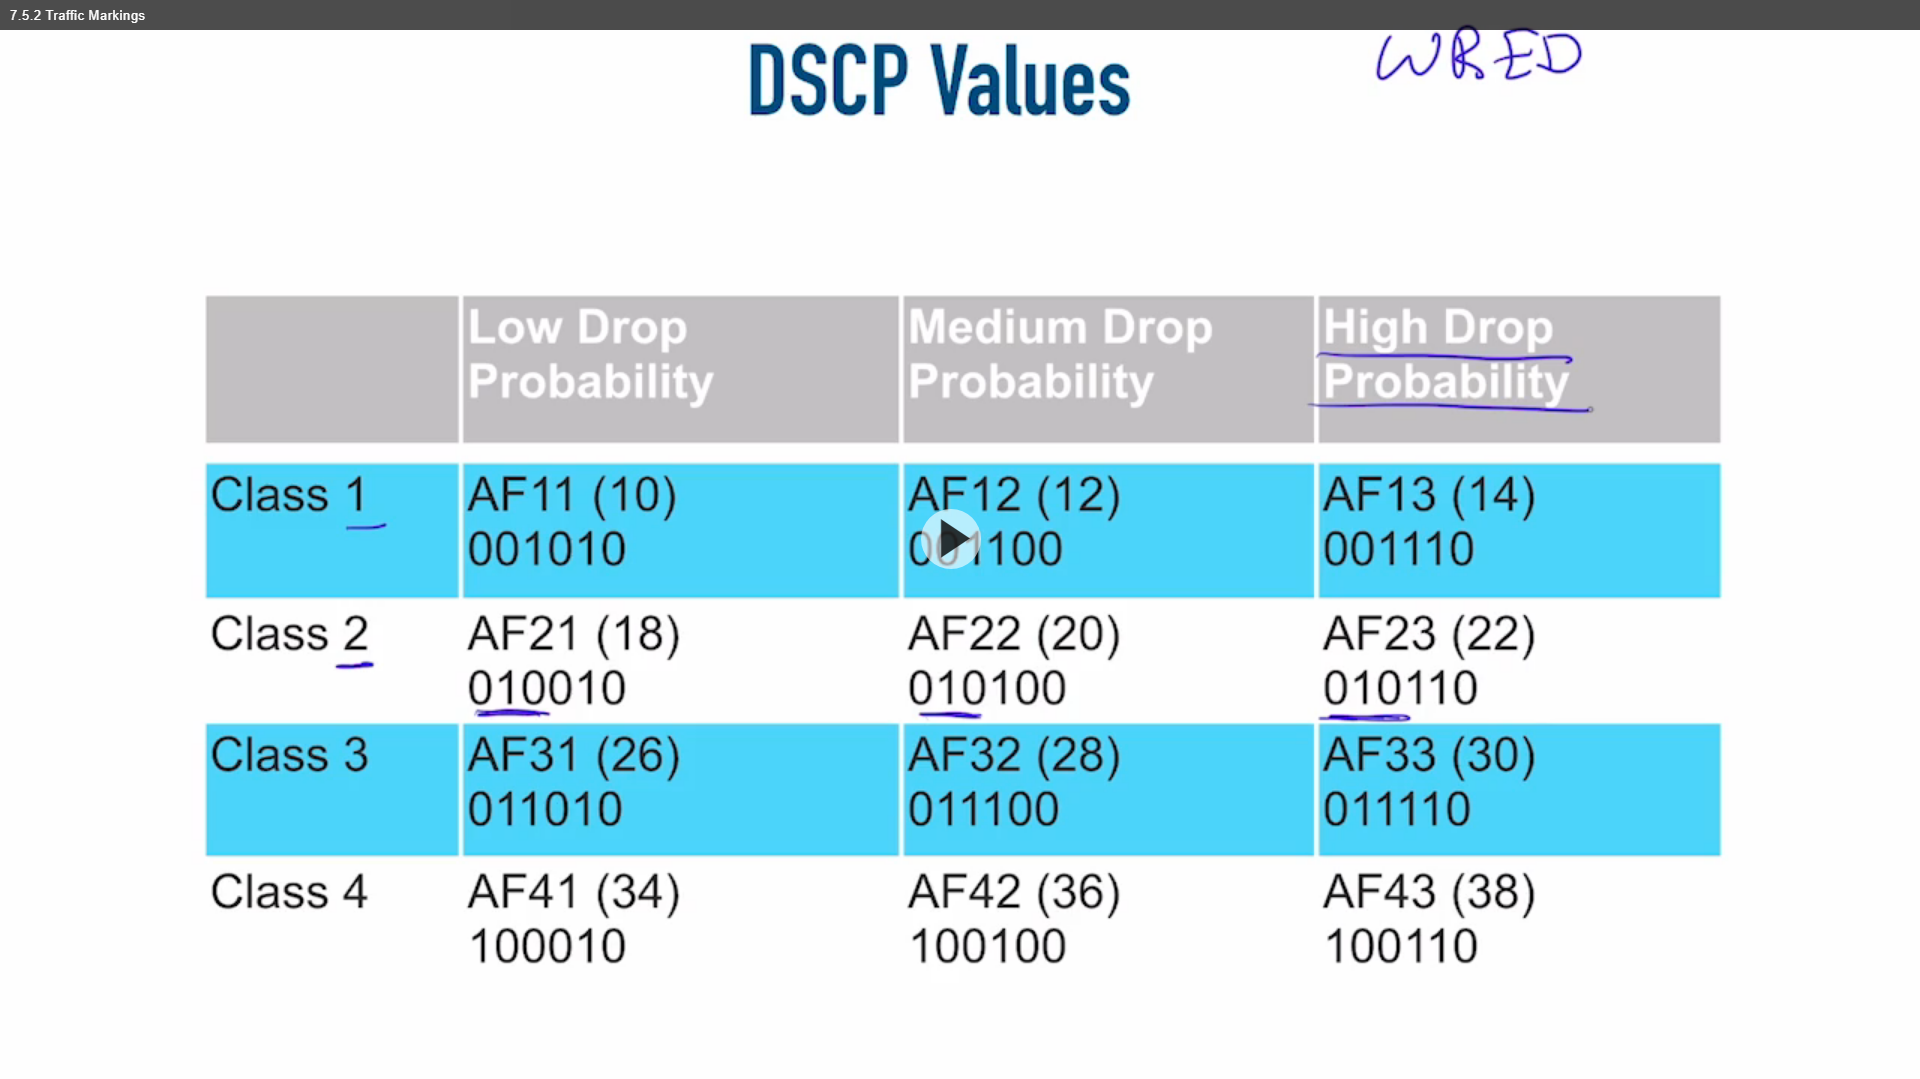 7.5.2 Traffic Markings
DSCP Values
WRED
Low Drop Probability
Medium Drop Probability
High Drop Probability
Class 1
AF11 (10)
001010
AF12 (12)
001100
AF13 (14)
001110
Class 2
AF21 (18)
010010
AF22 (20)
010100
AF23 (22)
010110
Class 3
AF31 (26)
011010
AF32 (28)
011100
AF33 (30)
011110
Class 4
AF41 (34)
100010
AF42 (36)
100100
AF43 (38)
100110